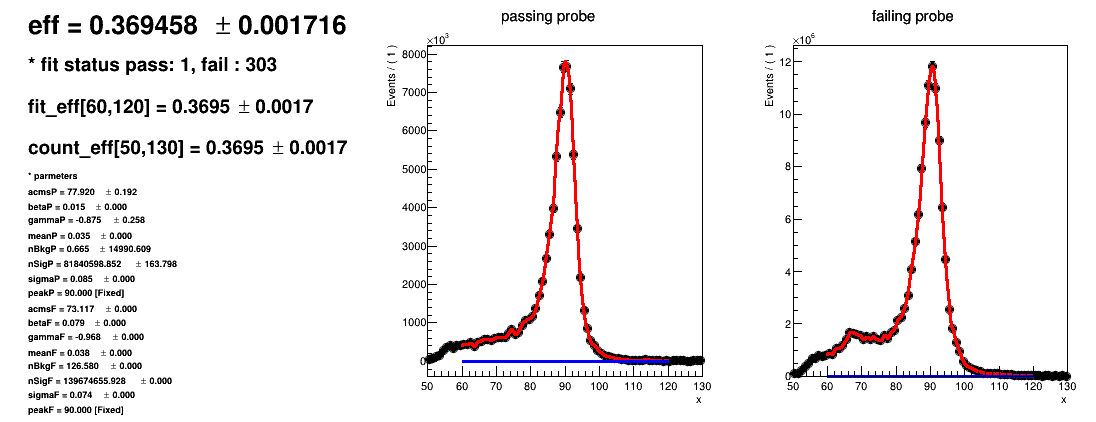 eff = 0.369458 ± 0.001716
* fit status pass: 1, fail : 303
fit_eff[60,120] = 0.3695 ± 0.0017
count_eff[50,130] = 0.3695 ± 0.0017
* parmeters
acmsP = 77.920 ± 0.192
betaP = 0.015 ± 0.000
gammaP = -0.875 ± 0.258
meanP = 0.035 ± 0.000
nBkgP = 0.665 ± 14990.609
nSigP = 81840598.852 ± 163.798
sigmaP = 0.085 ± 0.000
peakP = 90.000 [Fixed]
acmsF = 73.117 ± 0.000
betaF = 0.079 ± 0.000
gammaF = -0.968 ± 0.000
meanF = 0.038 ± 0.000
nBkgF = 126.580 ± 0.000
nSigF = 139674655.928 ± 0.000
sigmaF = 0.074 ± 0.000
peakF = 90.000 [Fixed]
passing probe
×10³
Events / ( 1 )
8000
7000
6000
5000
4000
3000
2000
1000
0
50 60 70 80 90 100 110 120 130
x
failing probe
×10⁶
Events / ( 1 )
12
10
8
6
4
2
0
50 60 70 80 90 100 110 120 130
x